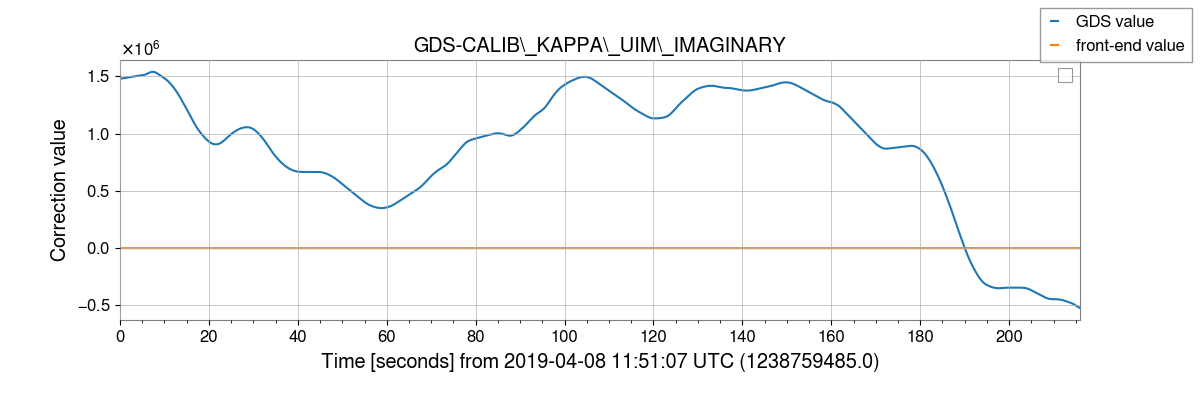 GDS value
front-end value
×10⁶
GDS-CALIB\_KAPPA\_UIM\_IMAGINARY
Correction value
1.5
1.0
0.5
0.0
−0.5
0 20 40 60 80 100 120 140 160 180 200
Time [seconds] from 2019-04-08 11:51:07 UTC (1238759485.0)